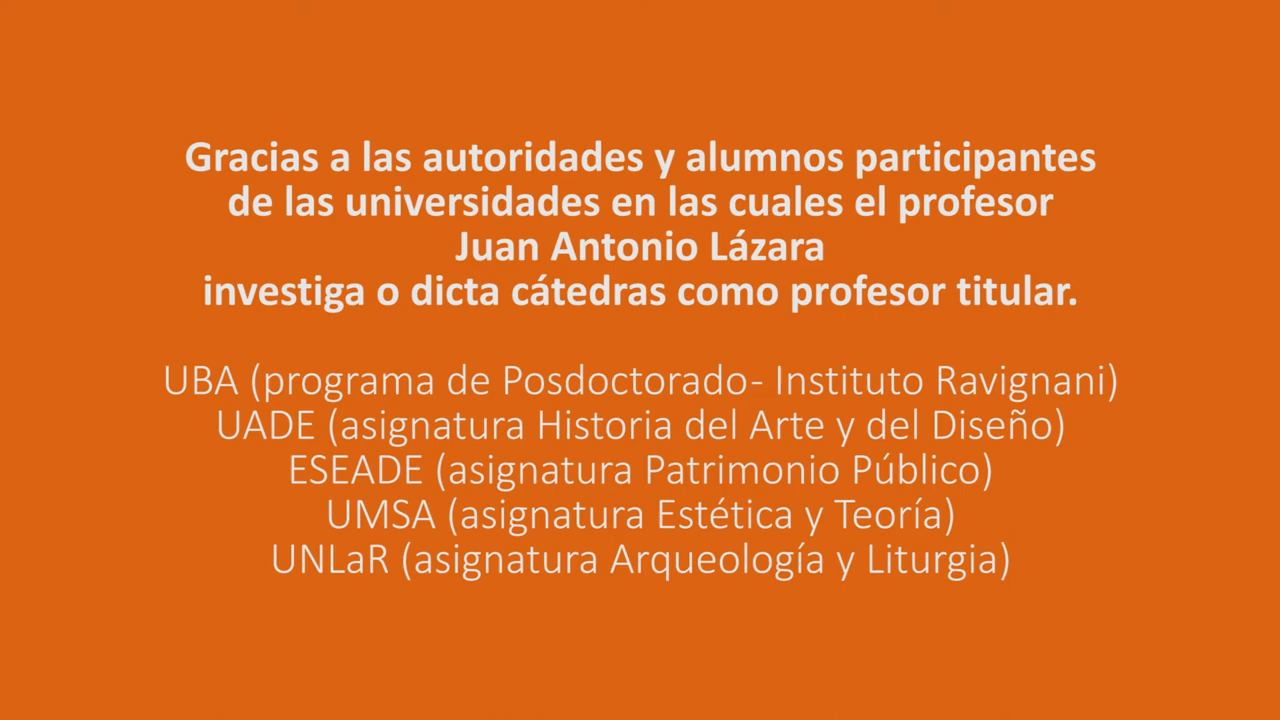 Gracias a las autoridades y alumnos participantes
de las universidades en las cuales el profesor
Juan Antonio Lázara
investiga o dicta cátedras como profesor titular.
UBA (programa de Posdoctorado- Instituto Ravignani)
UADE (asignatura Historia del Arte y del Diseño)
ESEADE (asignatura Patrimonio Público)
UMSA (asignatura Estética y Teoría)
UNLaR (asignatura Arqueología y Liturgia)